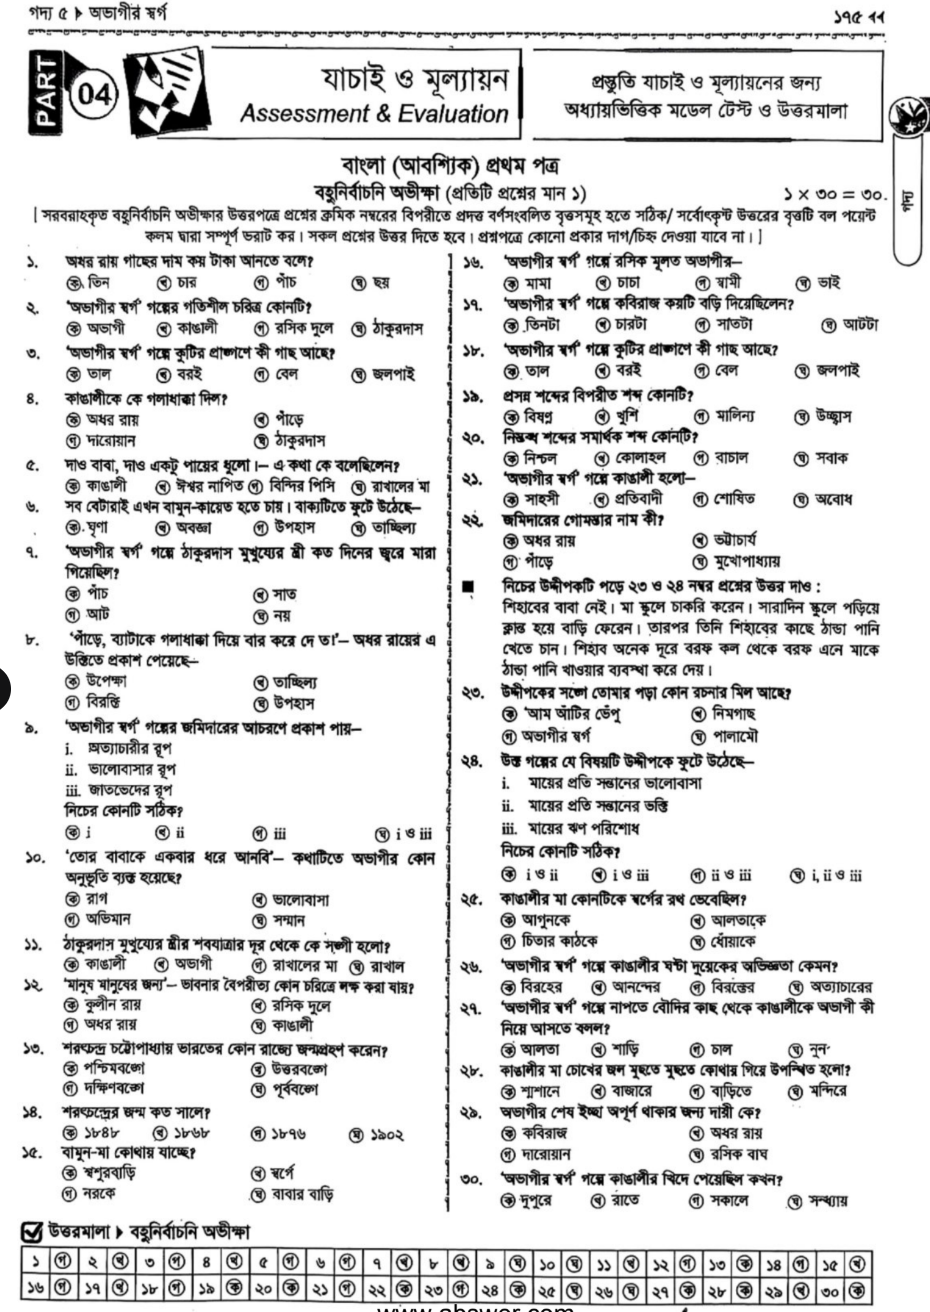 গদ্য ৫ ▶ অভাগীর স্বর্গ
১৭৫ ◀◀
PART 04
যাচাই ও মূল্যায়ন
Assessment & Evaluation
প্রস্তুতি যাচাই ও মূল্যায়নের জন্য
অধ্যায়ভিত্তিক মডেল টেস্ট ও উত্তরমালা
গদ্য
বাংলা (আবশ্যিক) প্রথম পত্র
বহুনির্বাচনি অভীক্ষা (প্রতিটি প্রশ্নের মান ১)
১ × ৩০ = ৩০
[ সরবরাহকৃত বহুনির্বাচনি অভীক্ষার উত্তরপত্রে প্রশ্নের ক্রমিক নম্বরের বিপরীতে প্রদত্ত বর্ণসংবলিত বৃত্তসমূহ হতে সঠিক/ সর্বোৎকৃষ্ট উত্তরের বৃত্তটি বল পয়েন্ট
কলম দ্বারা সম্পূর্ণ ভরাট কর। সকল প্রশ্নের উত্তর দিতে হবে। প্রশ্নপত্রে কোনো প্রকার দাগ/চিহ্ন দেওয়া যাবে না। ]
১. অধর রায় গাছের দাম কয় টাকা আনতে বলে?
ক তিন খ চার গ পাঁচ ঘ ছয়
২. 'অভাগীর স্বর্গ' গল্পের গতিশীল চরিত্র কোনটি?
ক অভাগী খ কাঙালী গ রসিক দুলে ঘ ঠাকুরদাস
৩. 'অভাগীর স্বর্গ' গল্পে কুটির প্রাঙ্গণে কী গাছ আছে?
ক তাল খ বরই গ বেল ঘ জলপাই
৪. কাঙালীকে কে গলাধাক্কা দিল?
ক অধর রায় খ পাঁড়ে
গ দারোয়ান ঘ ঠাকুরদাস
৫. দাও বাবা, দাও একটু পায়ের ধুলো।– এ কথা কে বলেছিলেন?
ক কাঙালী খ ঈশ্বর নাপিত গ বিন্দির পিসি ঘ রাখালের মা
৬. সব বেটারাই এখন বামুন-কায়েত হতে চায়। বাক্যটিতে ফুটে উঠেছে–
ক ঘৃণা খ অবজ্ঞা গ উপহাস ঘ তাচ্ছিল্য
৭. 'অভাগীর স্বর্গ' গল্পে ঠাকুরদাস মুখুয্যের স্ত্রী কত দিনের জ্বরে মারা
গিয়েছিল?
ক পাঁচ খ সাত
গ আট ঘ নয়
৮. 'পাঁড়ে, ব্যাটাকে গলাধাক্কা দিয়ে বার করে দে ত!'– অধর রায়ের এ
উক্তিতে প্রকাশ পেয়েছে–
ক উপেক্ষা খ তাচ্ছিল্য
গ বিরক্তি ঘ উপহাস
৯. 'অভাগীর স্বর্গ' গল্পের জমিদারের আচরণে প্রকাশ পায়–
i. অত্যাচারীর রূপ
ii. ভালোবাসার রূপ
iii. জাতভেদের রূপ
নিচের কোনটি সঠিক?
ক i খ ii গ iii ঘ i ও iii
১০. 'তোর বাবাকে একবার ধরে আনবি'– কথাটিতে অভাগীর কোন
অনুভূতি ব্যক্ত হয়েছে?
ক রাগ খ ভালোবাসা
গ অভিমান ঘ সম্মান
১১. ঠাকুরদাস মুখুয্যের স্ত্রীর শবযাত্রার দূর থেকে কে সঙ্গী হলো?
ক কাঙালী খ অভাগী গ রাখালের মা ঘ রাখাল
১২. 'মানুষ মানুষের জন্য'– ভাবনার বৈপরীত্য কোন চরিত্রে লক্ষ করা যায়?
ক কুলীন রায় খ রসিক দুলে
গ অধর রায় ঘ কাঙালী
১৩. শরৎচন্দ্র চট্টোপাধ্যায় ভারতের কোন রাজ্যে জন্মগ্রহণ করেন?
ক পশ্চিমবঙ্গে খ উত্তরবঙ্গে
গ দক্ষিণবঙ্গে ঘ পূর্ববঙ্গে
১৪. শরৎচন্দ্রের জন্ম কত সালে?
ক ১৮৪৮ খ ১৮৬৮ গ ১৮৭৬ ঘ ১৯০২
১৫. বামুন-মা কোথায় যাচ্ছে?
ক শ্বশুরবাড়ি খ স্বর্গে
গ নরকে ঘ বাবার বাড়ি
১৬. 'অভাগীর স্বর্গ' গল্পে রসিক মূলত অভাগীর–
ক মামা খ চাচা গ স্বামী ঘ ভাই
১৭. 'অভাগীর স্বর্গ' গল্পে কবিরাজ কয়টি বড়ি দিয়েছিলেন?
ক তিনটা খ চারটা গ সাতটা ঘ আটটা
১৮. 'অভাগীর স্বর্গ' গল্পে কুটির প্রাঙ্গণে কী গাছ আছে?
ক তাল খ বরই গ বেল ঘ জলপাই
১৯. প্রসন্ন শব্দের বিপরীত শব্দ কোনটি?
ক বিষণ্ন খ খুশি গ মালিন্য ঘ উচ্ছ্বাস
২০. নিস্তব্ধ শব্দের সমার্থক শব্দ কোনটি?
ক নিশ্চল খ কোলাহল গ রাচাল ঘ সবাক
২১. 'অভাগীর স্বর্গ' গল্পে কাঙালী হলো–
ক সাহসী খ প্রতিবাদী গ শোষিত ঘ অবোধ
২২. জমিদারের গোমস্তার নাম কী?
ক অধর রায় খ ভট্টাচার্য
গ পাঁড়ে ঘ মুখোপাধ্যায়
■ নিচের উদ্দীপকটি পড়ে ২৩ ও ২৪ নম্বর প্রশ্নের উত্তর দাও :
শিহাবের বাবা নেই। মা স্কুলে চাকরি করেন। সারাদিন স্কুলে পড়িয়ে
ক্লান্ত হয়ে বাড়ি ফেরেন। তারপর তিনি শিহাবের কাছে ঠান্ডা পানি
খেতে চান। শিহাব অনেক দূরে বরফ কল থেকে বরফ এনে মাকে
ঠান্ডা পানি খাওয়ার ব্যবস্থা করে দেয়।
২৩. উদ্দীপকের সঙ্গে তোমার পড়া কোন রচনার মিল আছে?
ক 'আম আঁটির ভেঁপু খ নিমগাছ
গ অভাগীর স্বর্গ ঘ পালামৌ
২৪. উক্ত গল্পের যে বিষয়টি উদ্দীপকে ফুটে উঠেছে–
i. মায়ের প্রতি সন্তানের ভালোবাসা
ii. মায়ের প্রতি সন্তানের ভক্তি
iii. মায়ের ঋণ পরিশোধ
নিচের কোনটি সঠিক?
ক i ও ii খ i ও iii গ ii ও iii ঘ i, ii ও iii
২৫. কাঙালীর মা কোনটিকে স্বর্গের রথ ভেবেছিল?
ক আগুনকে খ আলতাকে
গ চিতার কাঠকে ঘ ধোঁয়াকে
২৬. 'অভাগীর স্বর্গ' গল্পে কাঙালীর ঘন্টা দুয়েকের অভিজ্ঞতা কেমন?
ক বিরহের খ আনন্দের গ বিরক্তের ঘ অত্যাচারের
২৭. 'অভাগীর স্বর্গ' গল্পে নাপতে বৌদির কাছ থেকে কাঙালীকে অভাগী কী
নিয়ে আসতে বলল?
ক আলতা খ শাড়ি গ চাল ঘ নুন
২৮. কাঙালীর মা চোখের জল মুছতে মুছতে কোথায় গিয়ে উপস্থিত হলো?
ক শ্মশানে খ বাজারে গ বাড়িতে ঘ মন্দিরে
২৯. অভাগীর শেষ ইচ্ছা অপূর্ণ থাকার জন্য দায়ী কে?
ক কবিরাজ খ অধর রায়
গ দারোয়ান ঘ রসিক বাঘ
৩০. 'অভাগীর স্বর্গ' গল্পে কাঙালীর খিদে পেয়েছিল কখন?
ক দুপুরে খ রাতে গ সকালে ঘ সন্ধ্যায়
উত্তরমালা ▶ বহুনির্বাচনি অভীক্ষা
১ গ ২ খ ৩ গ ৪ খ ৫ গ ৬ গ ৭ খ ৮ খ ৯ ঘ ১০ ঘ ১১ খ ১২ গ ১৩ ক ১৪ গ ১৫ খ
১৬ গ ১৭ খ ১৮ গ ১৯ ক ২০ ক ২১ গ ২২ ক ২৩ গ ২৪ ক ২৫ ঘ ২৬ ঘ ২৭ ক ২৮ ক ২৯ খ ৩০ ক